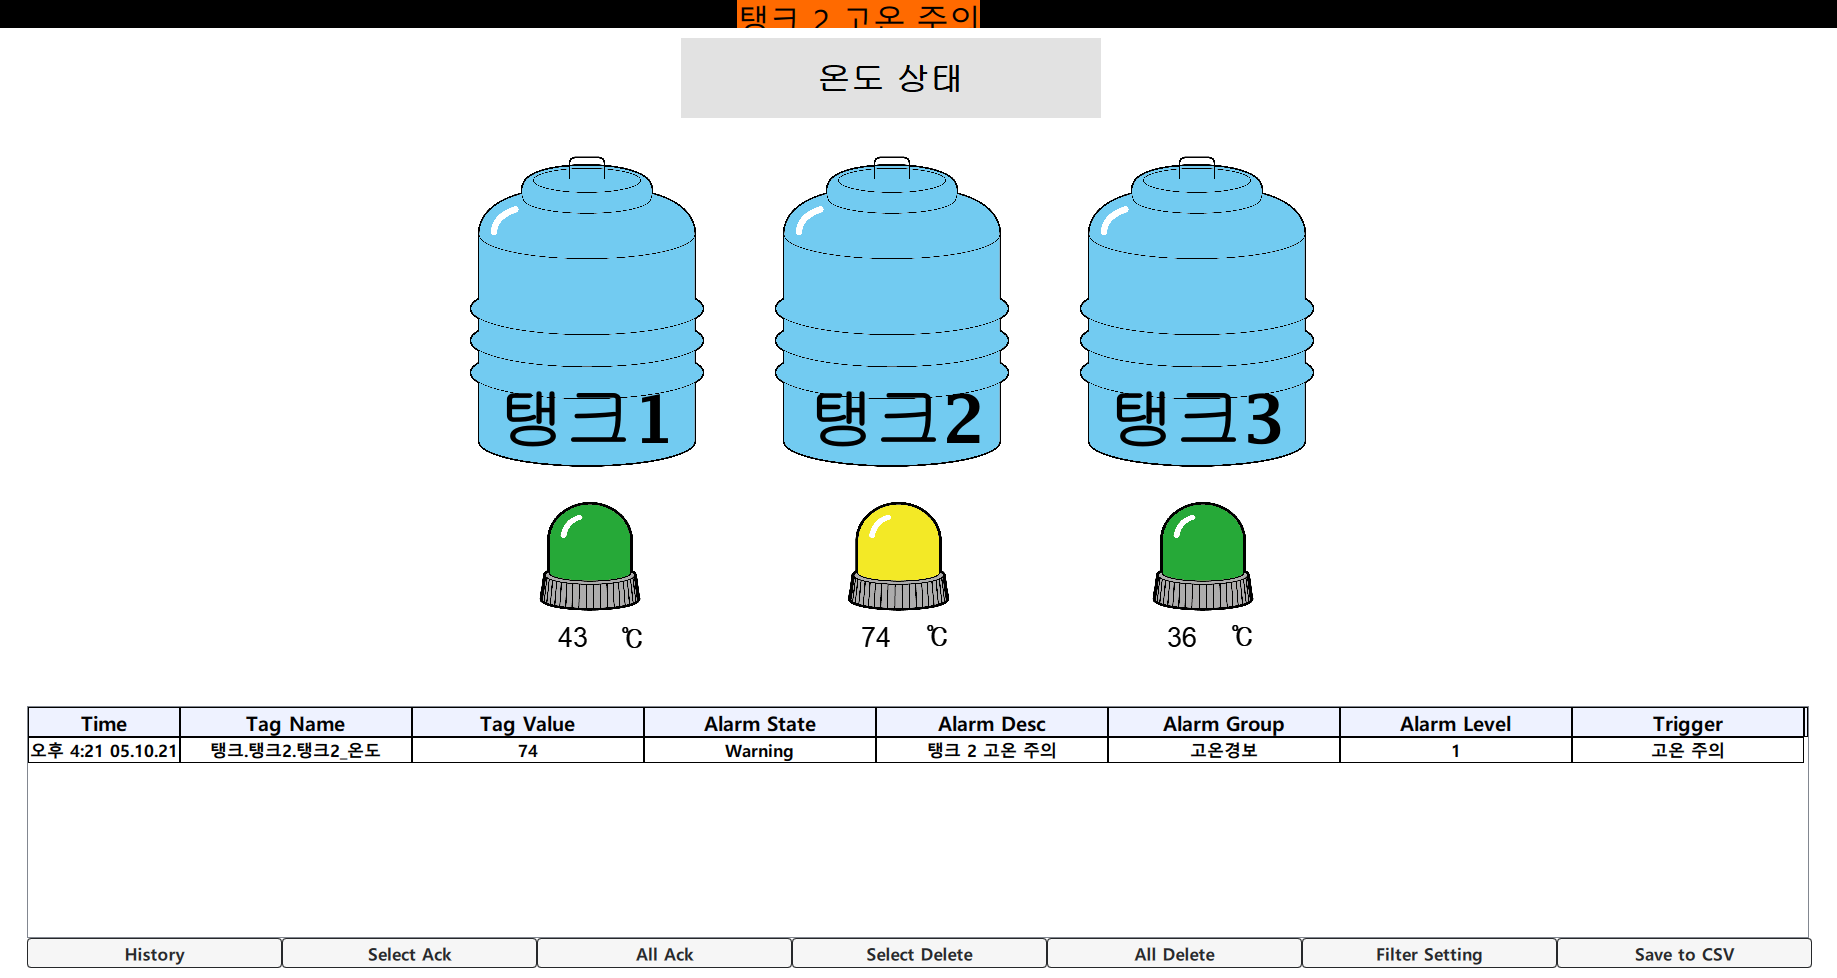 탱크 2 고온 주의
온도 상태
탱크1 탱크2 탱크3
43 ℃ 74 ℃ 36 ℃
Time Tag Name Tag Value Alarm State Alarm Desc Alarm Group Alarm Level Trigger
오후 4:21 05.10.21 탱크.탱크2.탱크2_온도 74 Warning 탱크 2 고온 주의 고온경보 1 고온 주의
History Select Ack All Ack Select Delete All Delete Filter Setting Save to CSV